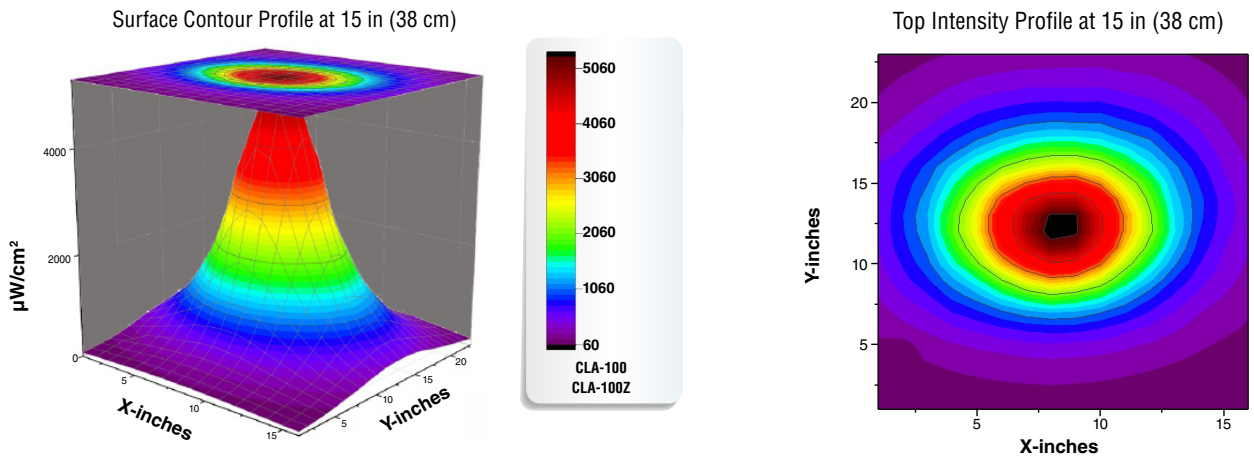 Surface Contour Profile at 15 in (38 cm)
4000
2000
0
µW/cm²
5
10
15
X-inches
5
10
15
20
Y-inches
5060
4060
3060
2060
1060
60
CLA-100
CLA-100Z
Top Intensity Profile at 15 in (38 cm)
20
15
10
5
Y-inches
5
10
15
X-inches